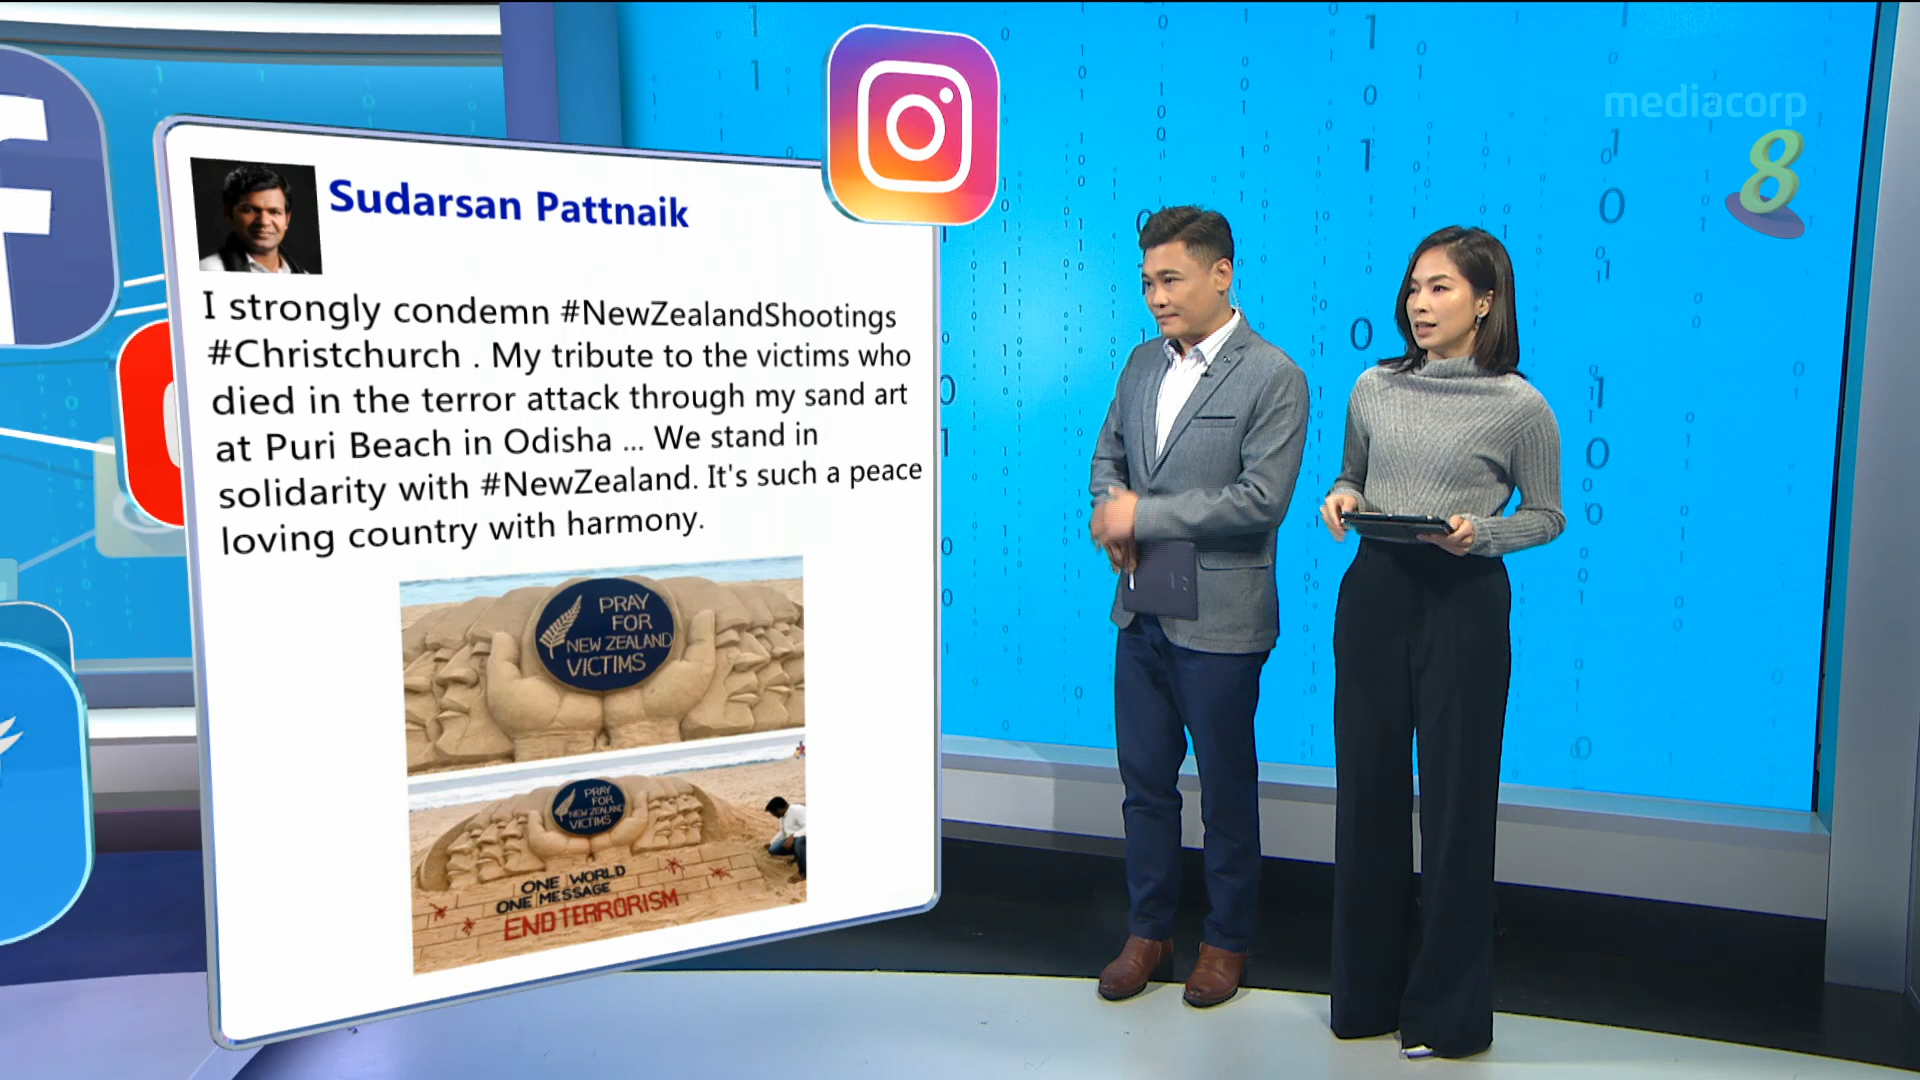 mediacorp
8
Sudarsan Pattnaik
I strongly condemn #NewZealandShootings
#Christchurch . My tribute to the victims who
died in the terror attack through my sand art
at Puri Beach in Odisha ... We stand in
solidarity with #NewZealand. It's such a peace
loving country with harmony.
PRAY
FOR
NEW ZEALAND
VICTIMS
PRAY
FOR
NEW ZEALAND
VICTIMS
ONE WORLD
ONE MESSAGE
END TERRORISM